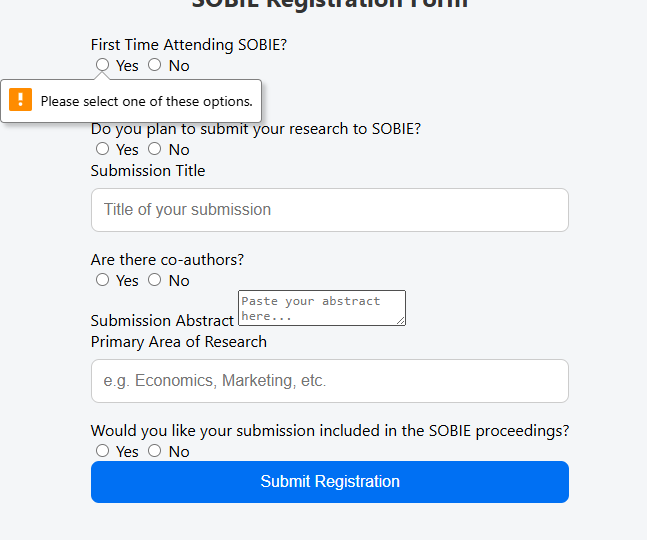 SOBIE Registration Form
First Time Attending SOBIE?
Yes No
! Please select one of these options.
Do you plan to submit your research to SOBIE?
Yes No
Submission Title
Title of your submission
Are there co-authors?
Yes No
Paste your abstract
here...
Submission Abstract
Primary Area of Research
e.g. Economics, Marketing, etc.
Would you like your submission included in the SOBIE proceedings?
Yes No
Submit Registration